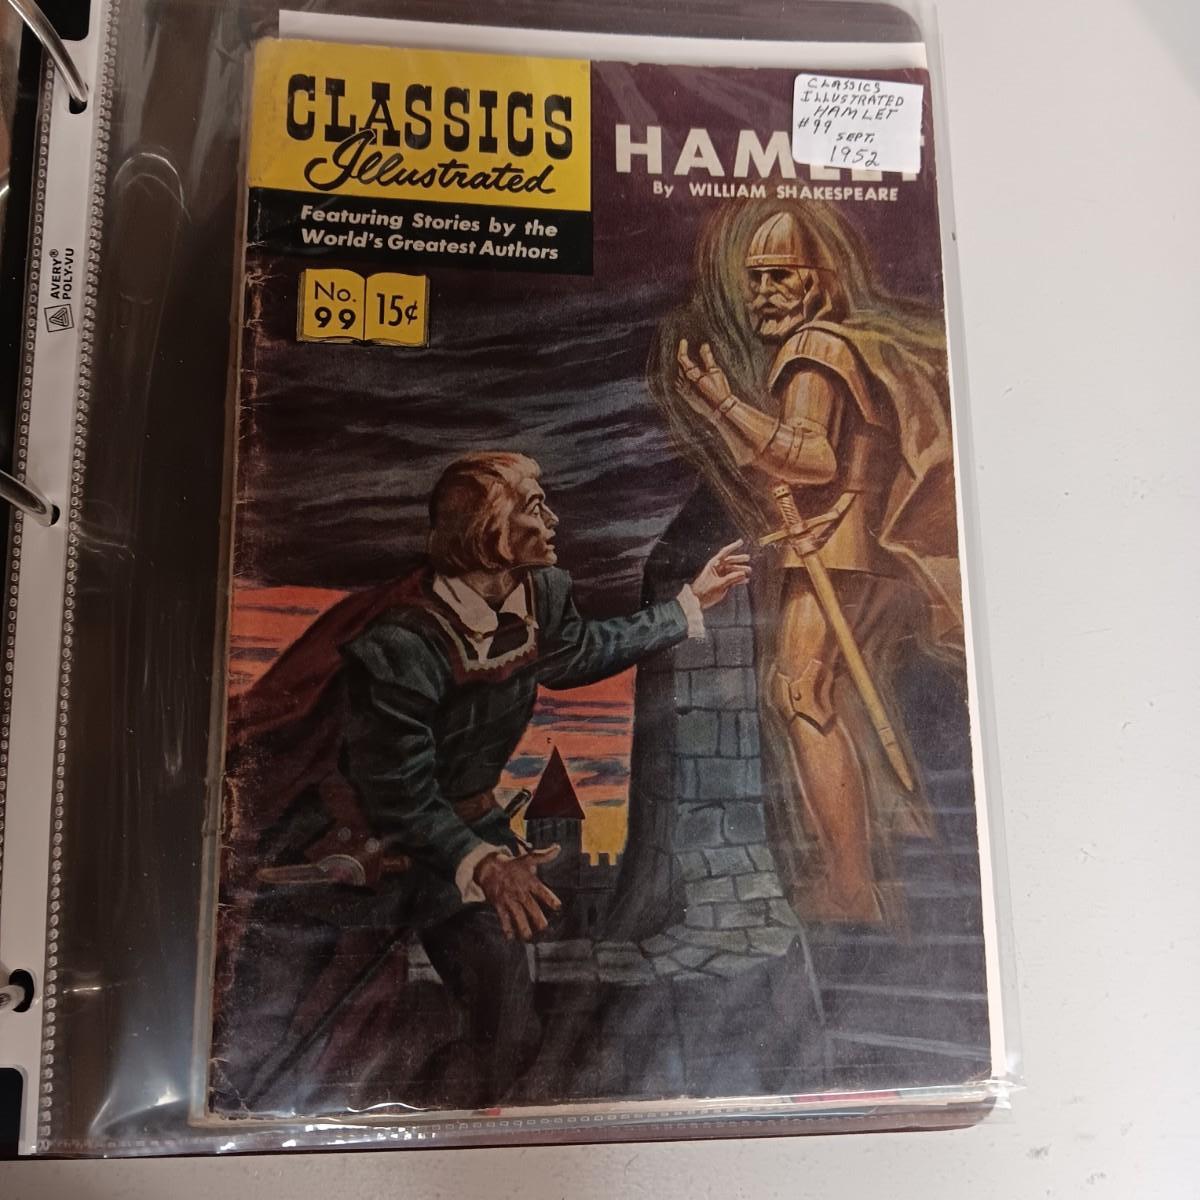 CLASSICS
Illustrated
Featuring Stories by the
World's Greatest Authors
No.
99
15¢
HAMLET
By WILLIAM SHAKESPEARE
CLASSICS
ILLUSTRATED
HAMLET
#99
SEPT.
1952
AVERY®
POLY-VU